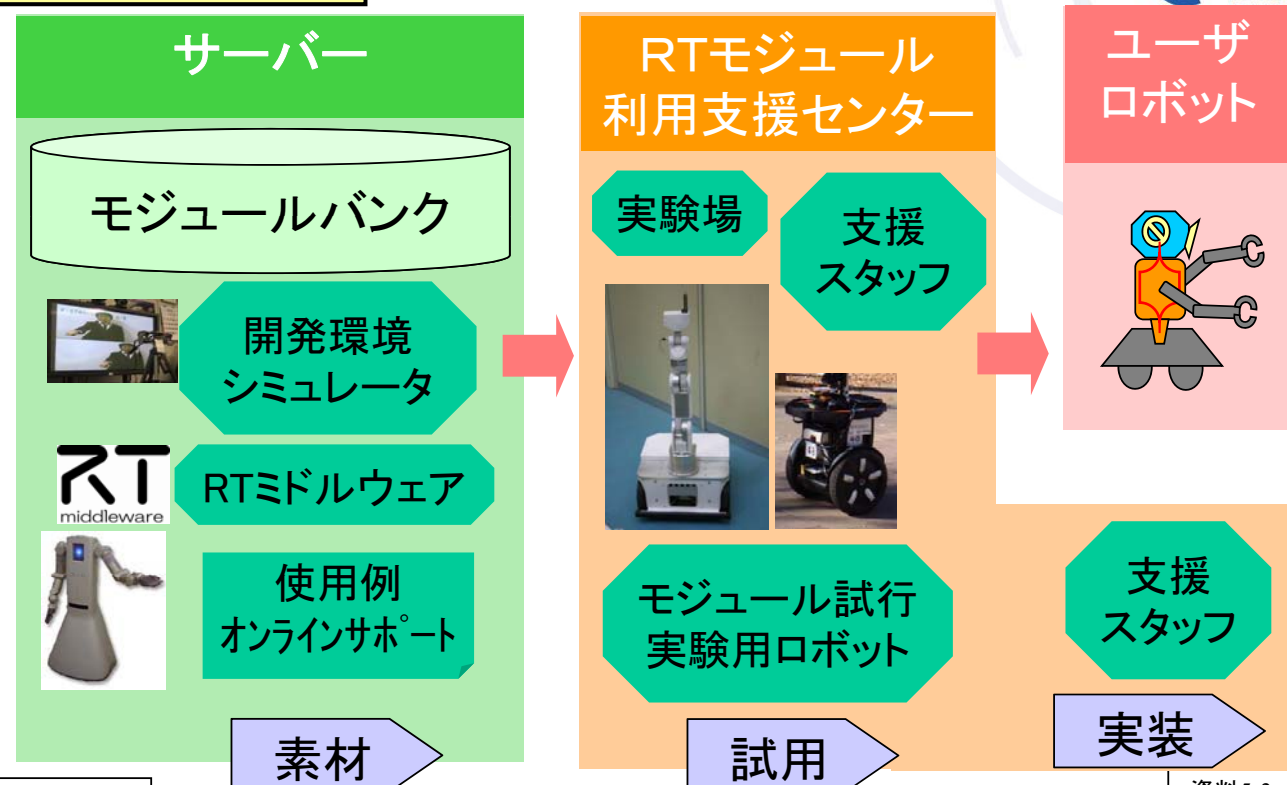 サーバー
モジュールバンク
開発環境
シミュレータ
RT
middleware
RTミドルウェア
使用例
オンラインサポート
素材
RTモジュール
利用支援センター
実験場
支援
スタッフ
モジュール試行
実験用ロボット
試用
ユーザ
ロボット
支援
スタッフ
実装